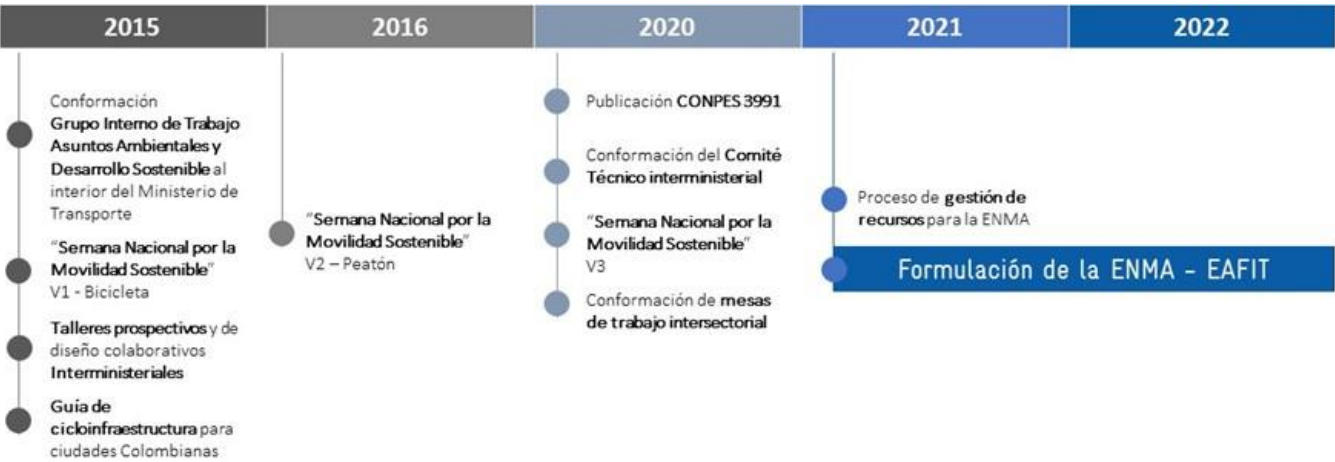 2015
2016
2020
2021
2022
Conformación
Grupo Interno de Trabajo
Asuntos Ambientales y
Desarrollo Sostenible al
interior del Ministerio de
Transporte
"Semana Nacional por la
Movilidad Sostenible"
V1 - Bicicleta
Talleres prospectivos y de
diseño colaborativos
Interministeriales
Guía de
cicloinfraestructura para
ciudades Colombianas
"Semana Nacional por la
Movilidad Sostenible"
V2 – Peatón
Publicación CONPES 3991
Conformación del Comité
Técnico interministerial
"Semana Nacional por la
Movilidad Sostenible"
V3
Conformación de mesas
de trabajo intersectorial
Proceso de gestión de
recursos para la ENMA
Formulación de la ENMA - EAFIT